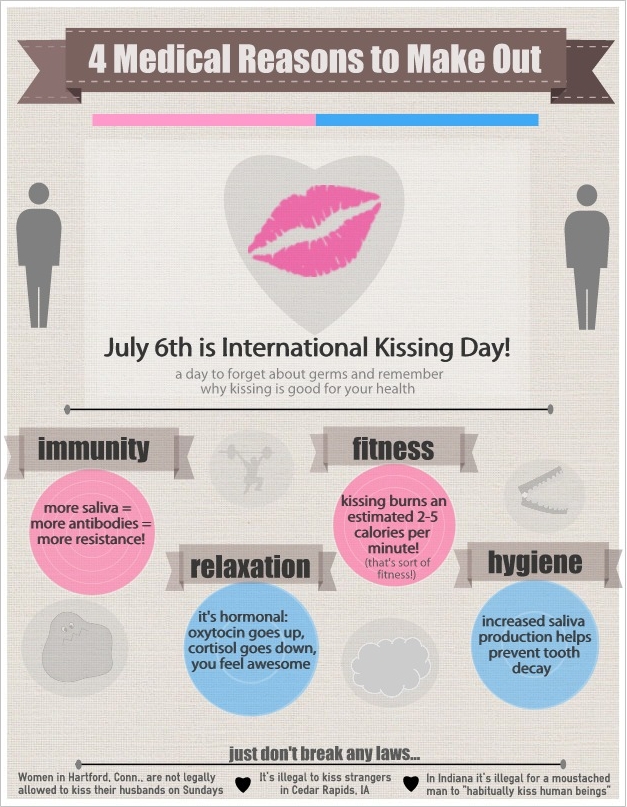 4 Medical Reasons to Make Out
July 6th is International Kissing Day!
a day to forget about germs and remember
why kissing is good for your health
immunity
more saliva =
more antibodies =
more resistance!
relaxation
it's hormonal:
oxytocin goes up,
cortisol goes down,
you feel awesome
fitness
kissing burns an
estimated 2-5
calories per
minute!
(that's sort of
fitness!)
hygiene
increased saliva
production helps
prevent tooth
decay
just don't break any laws...
Women in Hartford, Conn., are not legally
allowed to kiss their husbands on Sundays
It's illegal to kiss strangers
in Cedar Rapids, IA
In Indiana it's illegal for a moustached
man to "habitually kiss human beings"